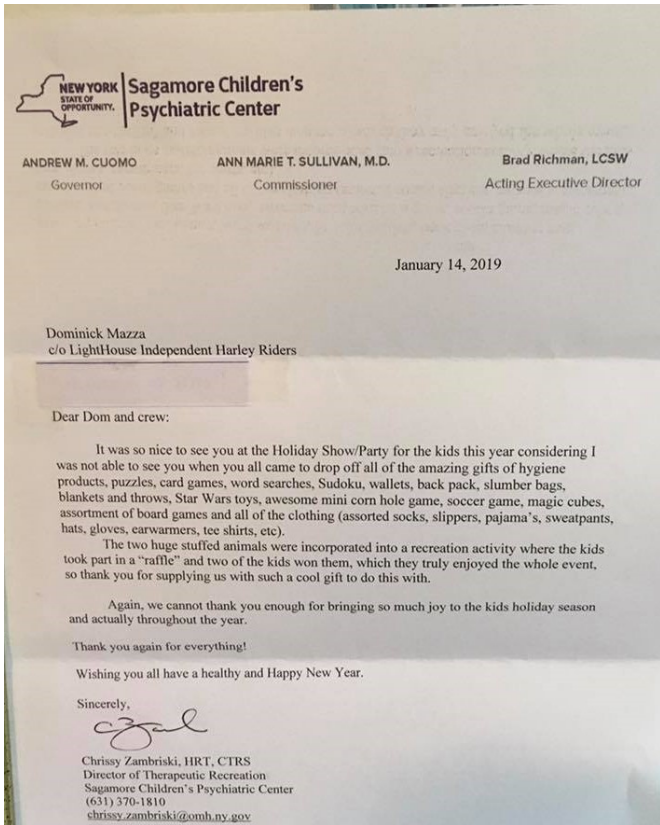 NEW YORK
STATE OF
OPPORTUNITY.
Sagamore Children's
Psychiatric Center
ANDREW M. CUOMO
Governor
ANN MARIE T. SULLIVAN, M.D.
Commissioner
Brad Richman, LCSW
Acting Executive Director
January 14, 2019
Dominick Mazza
c/o LightHouse Independent Harley Riders
Dear Dom and crew:
It was so nice to see you at the Holiday Show/Party for the kids this year considering I
was not able to see you when you all came to drop off all of the amazing gifts of hygiene
products, puzzles, card games, word searches, Sudoku, wallets, back pack, slumber bags,
blankets and throws, Star Wars toys, awesome mini corn hole game, soccer game, magic cubes,
assortment of board games and all of the clothing (assorted socks, slippers, pajama's, sweatpants,
hats, gloves, earwarmers, tee shirts, etc).
The two huge stuffed animals were incorporated into a recreation activity where the kids
took part in a "raffle" and two of the kids won them, which they truly enjoyed the whole event,
so thank you for supplying us with such a cool gift to do this with.
Again, we cannot thank you enough for bringing so much joy to the kids holiday season
and actually throughout the year.
Thank you again for everything!
Wishing you all have a healthy and Happy New Year.
Sincerely,
Chrissy Zambriski, HRT, CTRS
Director of Therapeutic Recreation
Sagamore Children's Psychiatric Center
(631) 370-1810
chrissy.zambriski@omh.ny.gov